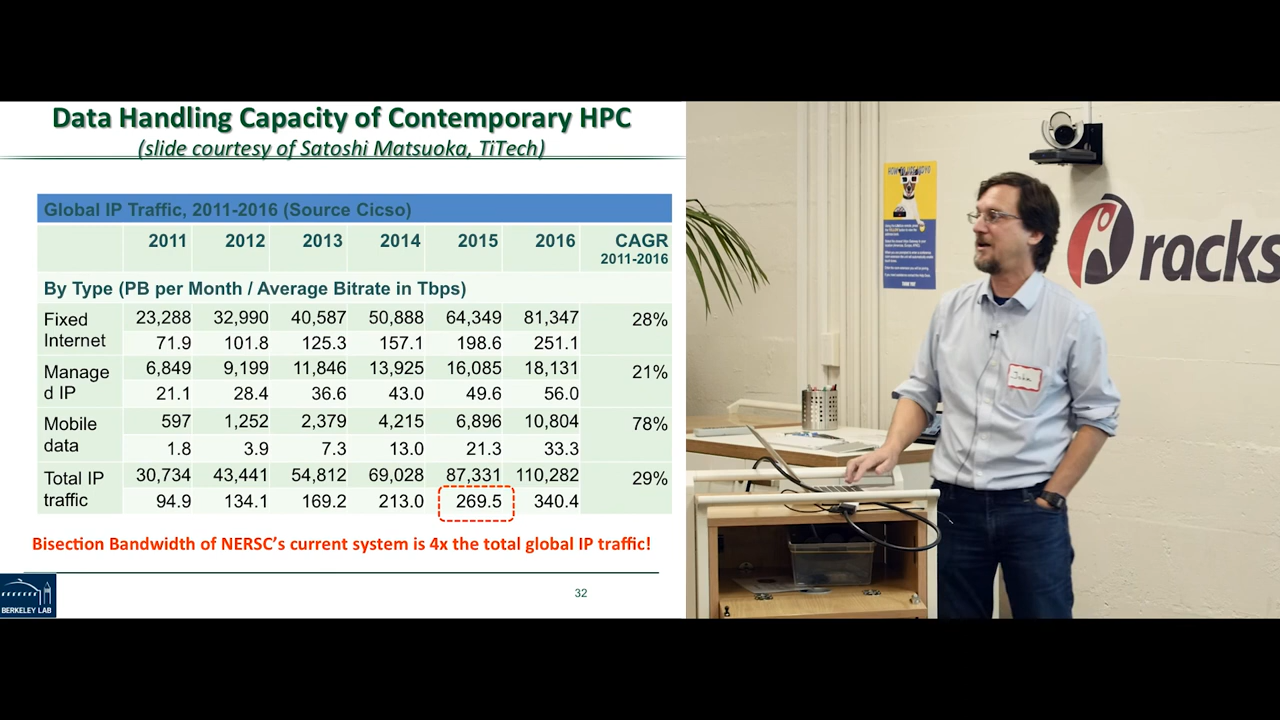 Data Handling Capacity of Contemporary HPC
(slide courtesy of Satoshi Matsuoka, TiTech)
Global IP Traffic, 2011-2016 (Source Cicso)
2011 2012 2013 2014 2015 2016 CAGR
2011-2016
By Type (PB per Month / Average Bitrate in Tbps)
Fixed Internet 23,288 32,990 40,587 50,888 64,349 81,347 28%
71.9 101.8 125.3 157.1 198.6 251.1
Manage
d IP 6,849 9,199 11,846 13,925 16,085 18,131 21%
21.1 28.4 36.6 43.0 49.6 56.0
Mobile data 597 1,252 2,379 4,215 6,896 10,804 78%
1.8 3.9 7.3 13.0 21.3 33.3
Total IP traffic 30,734 43,441 54,812 69,028 87,331 110,282 29%
94.9 134.1 169.2 213.0 269.5 340.4
Bisection Bandwidth of NERSC's current system is 4x the total global IP traffic!
32
BERKELEY LAB
racks
John
THANK YOU!